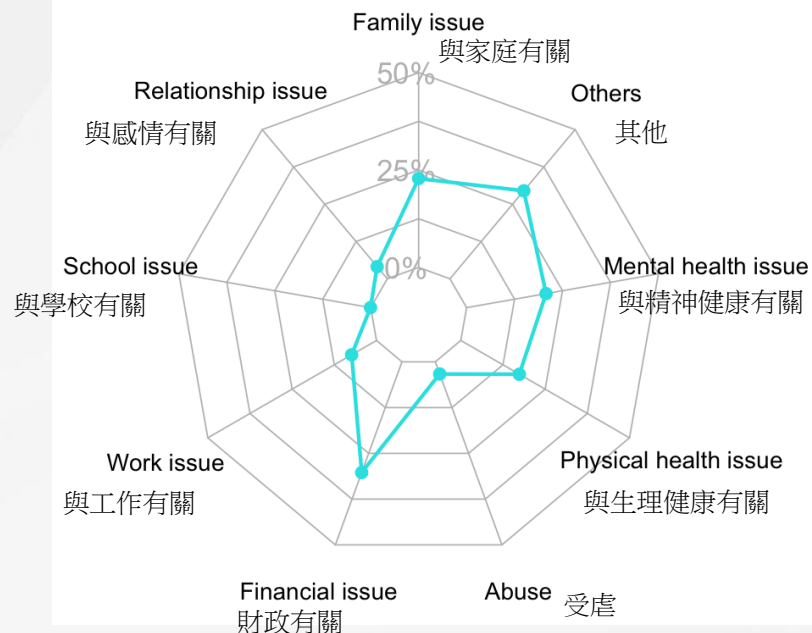 Family issue
與家庭有關
50%
Relationship issue
與感情有關
Others
其他
25%
School issue
與學校有關
0%
Mental health issue
與精神健康有關
Work issue
與工作有關
Physical health issue
與生理健康有關
Financial issue
財政有關
Abuse
受虐